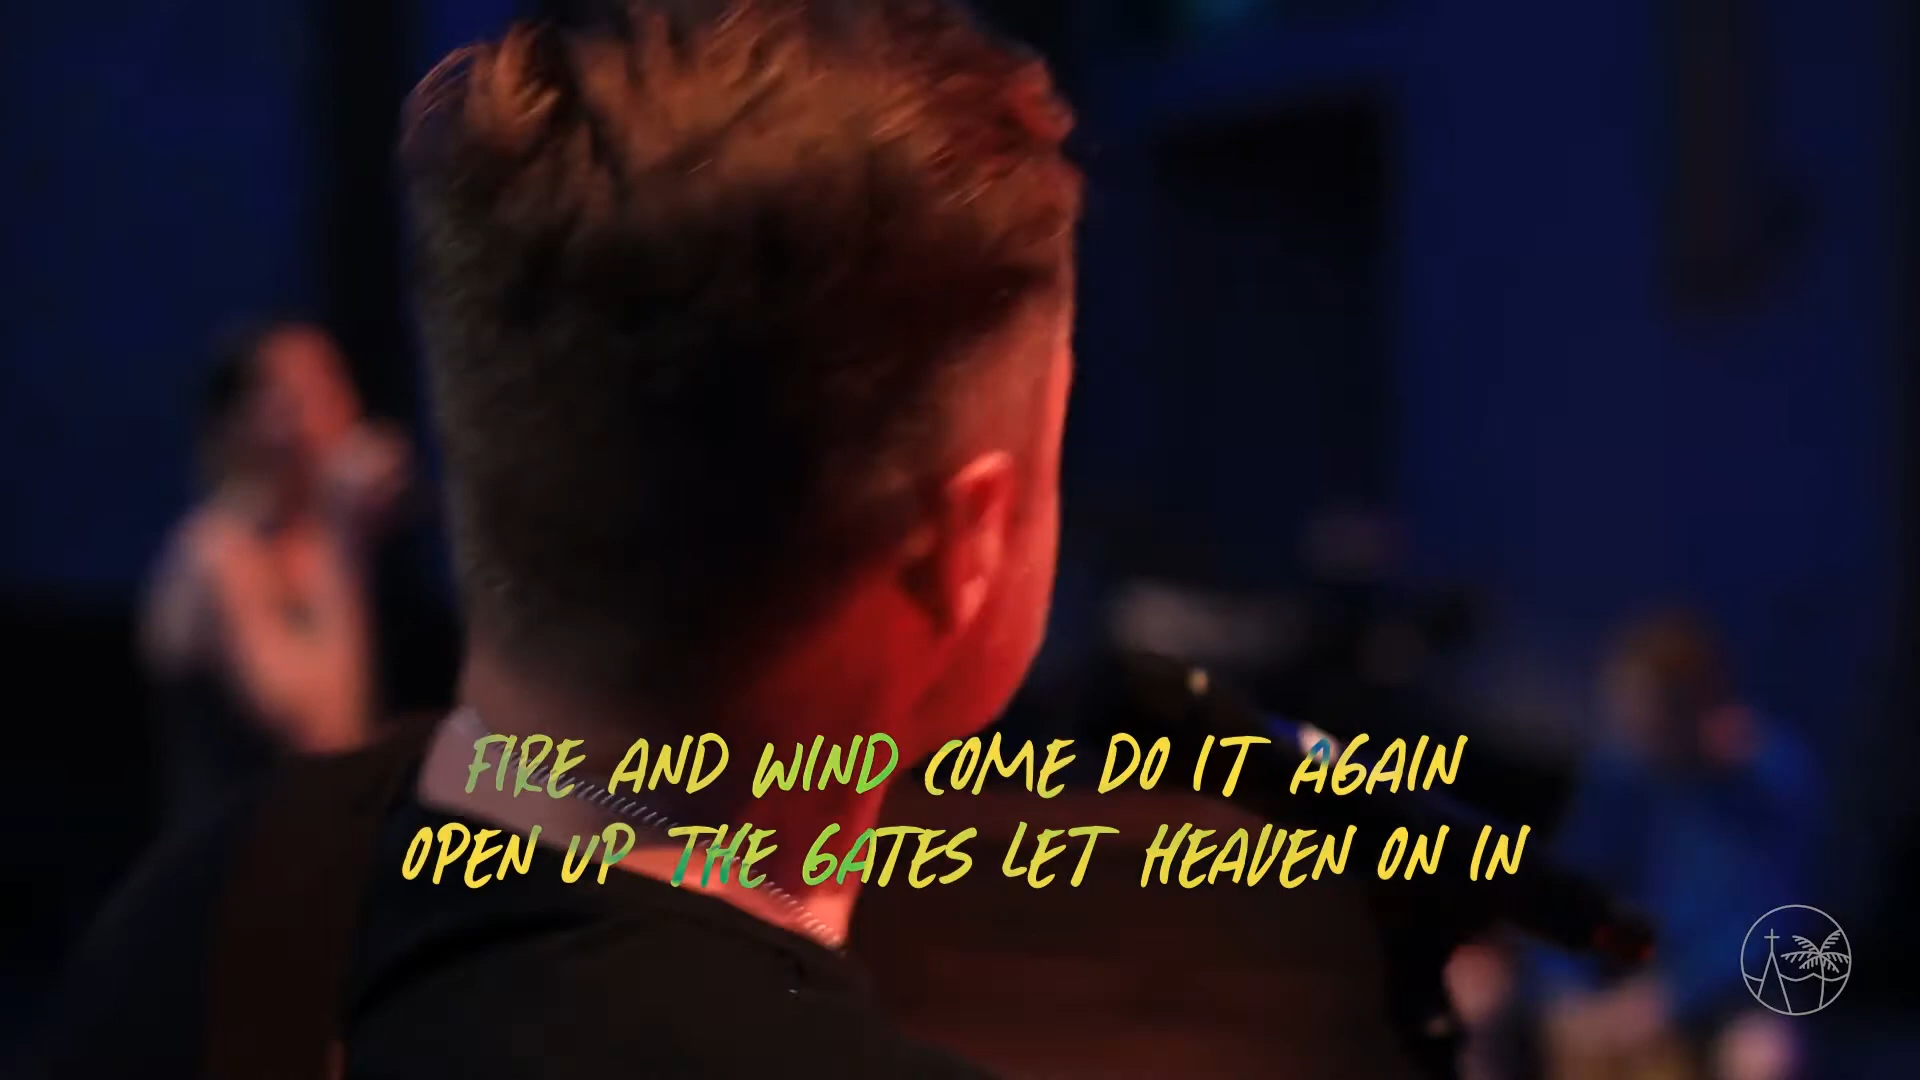 FIRE AND WIND COME DO IT AGAIN
OPEN UP THE GATES LET HEAVEN ON IN